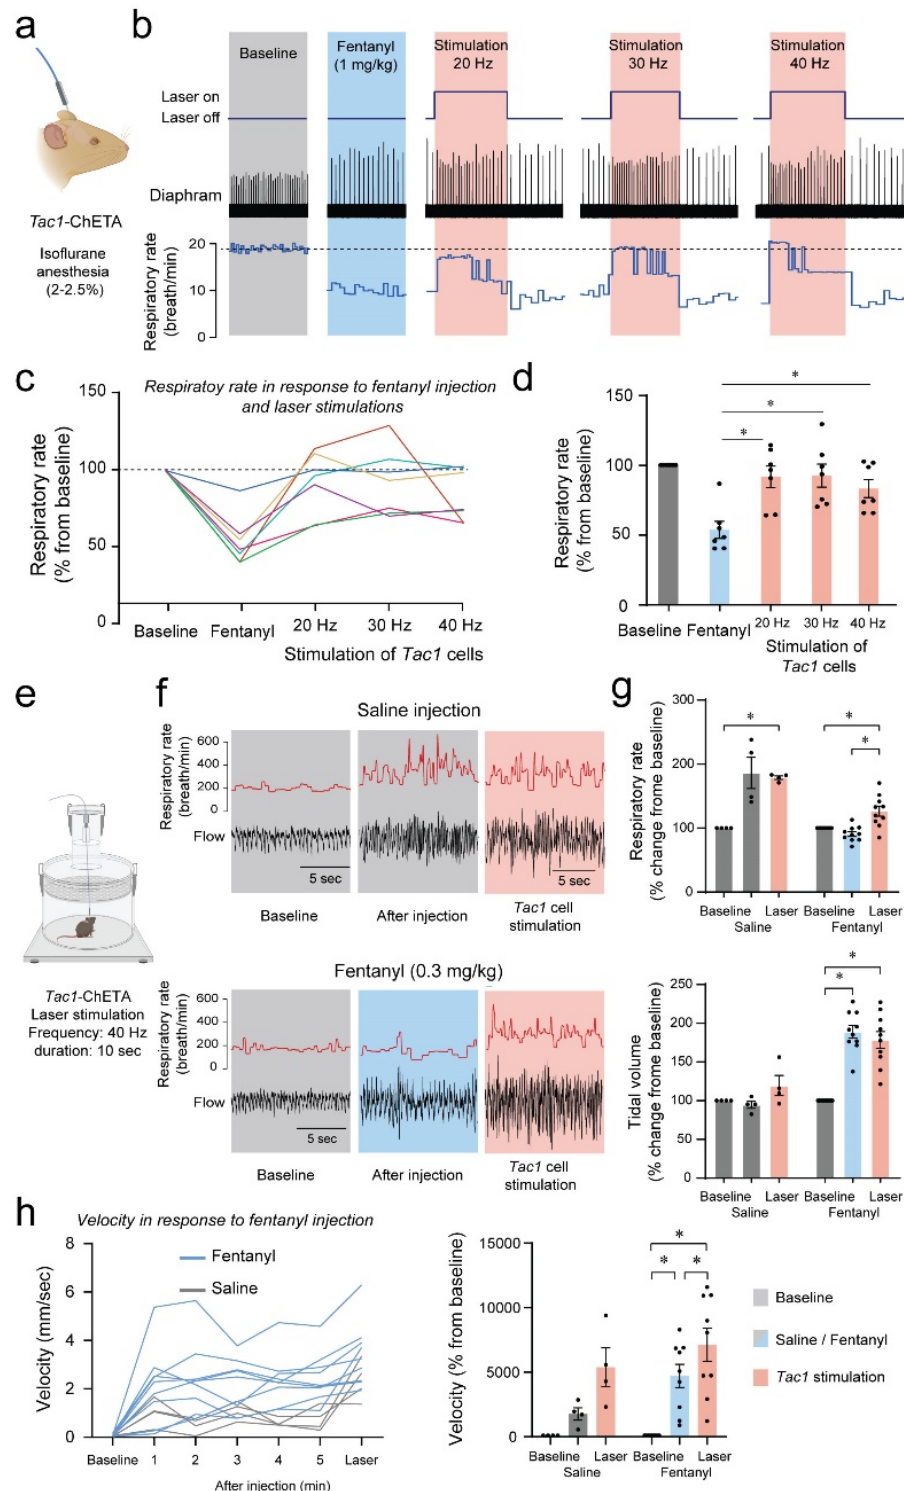 a
Tac1-ChETA
Isoflurane
anesthesia
(2-2.5%)
b
Baseline
Fentanyl
(1 mg/kg)
Stimulation
20 Hz
Stimulation
30 Hz
Stimulation
40 Hz
Laser on
Laser off
Diaphram
Respiratory rate
(breath/min)
20
10
0
c
Respiratoy rate in response to fentanyl injection
and laser stimulations
Respiratory rate
(% from baseline)
150
100
50
0
Baseline
Fentanyl
20 Hz
30 Hz
40 Hz
Stimulation of Tac1 cells
d
*
*
*
Respiratory rate
(% from baseline)
150
100
50
0
Baseline
Fentanyl
20 Hz
30 Hz
40 Hz
Stimulation of
Tac1 cells
e
Tac1-ChETA
Laser stimulation
Frequency: 40 Hz
duration: 10 sec
f
Saline injection
Respiratory rate
(breath/min)
600
400
200
0
Flow
5 sec
5 sec
Baseline
After injection
Tac1 cell
stimulation
Fentanyl (0.3 mg/kg)
Respiratory rate
(breath/min)
600
400
200
0
Flow
5 sec
5 sec
Baseline
After injection
Tac1 cell
stimulation
g
Respiratory rate
(% change frome baseline)
300
200
100
0
*
*
*
Baseline
Laser
Baseline
Laser
Saline
Fentanyl
Tidal volume
(% change frome baseline)
250
200
150
100
50
0
*
*
Baseline
Laser
Baseline
Laser
Saline
Fentanyl
h
Velocity in response to fentanyl injection
Velocity (mm/sec)
8
6
4
2
0
Fentanyl
Saline
Baseline
1
2
3
4
5
Laser
After injection (min)
Velocity (% from baseline)
15000
10000
5000
0
*
*
*
Baseline
Laser
Baseline
Laser
Saline
Fentanyl
Baseline
Saline / Fentanyl
Tac1 stimulation